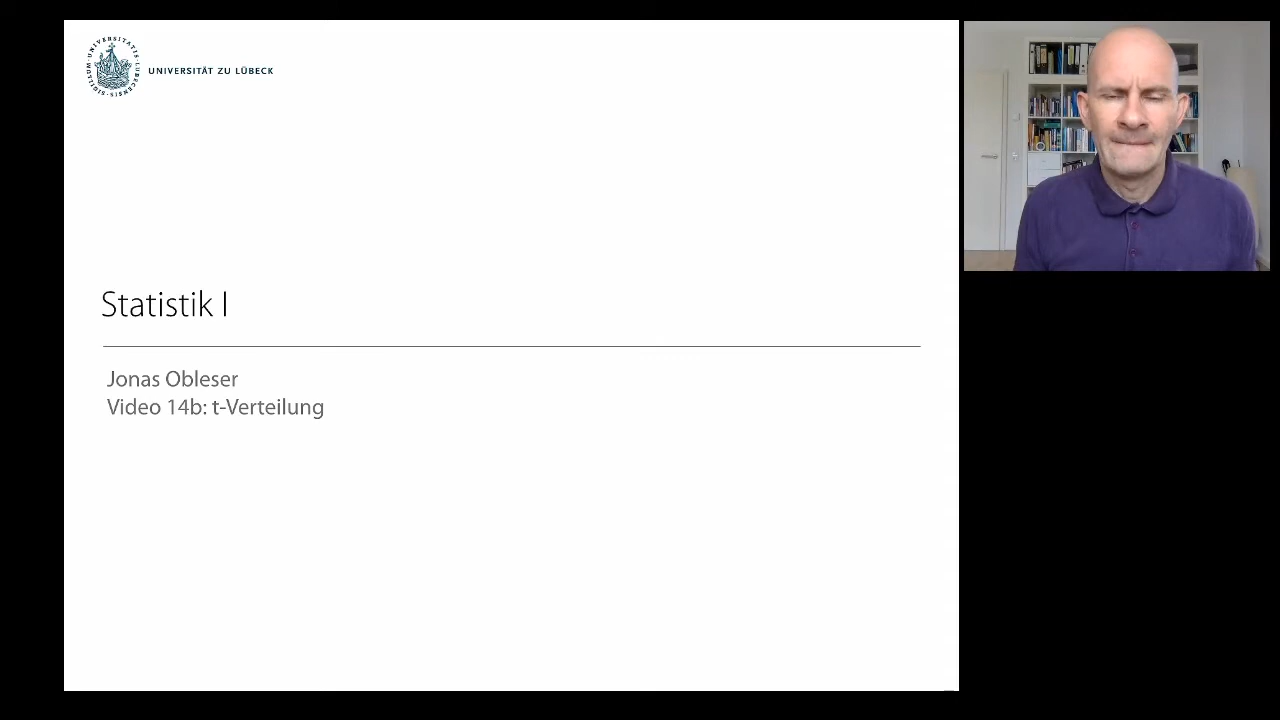 UNIVERSITÄT ZU LÜBECK
Statistik I
Jonas Obleser
Video 14b: t-Verteilung